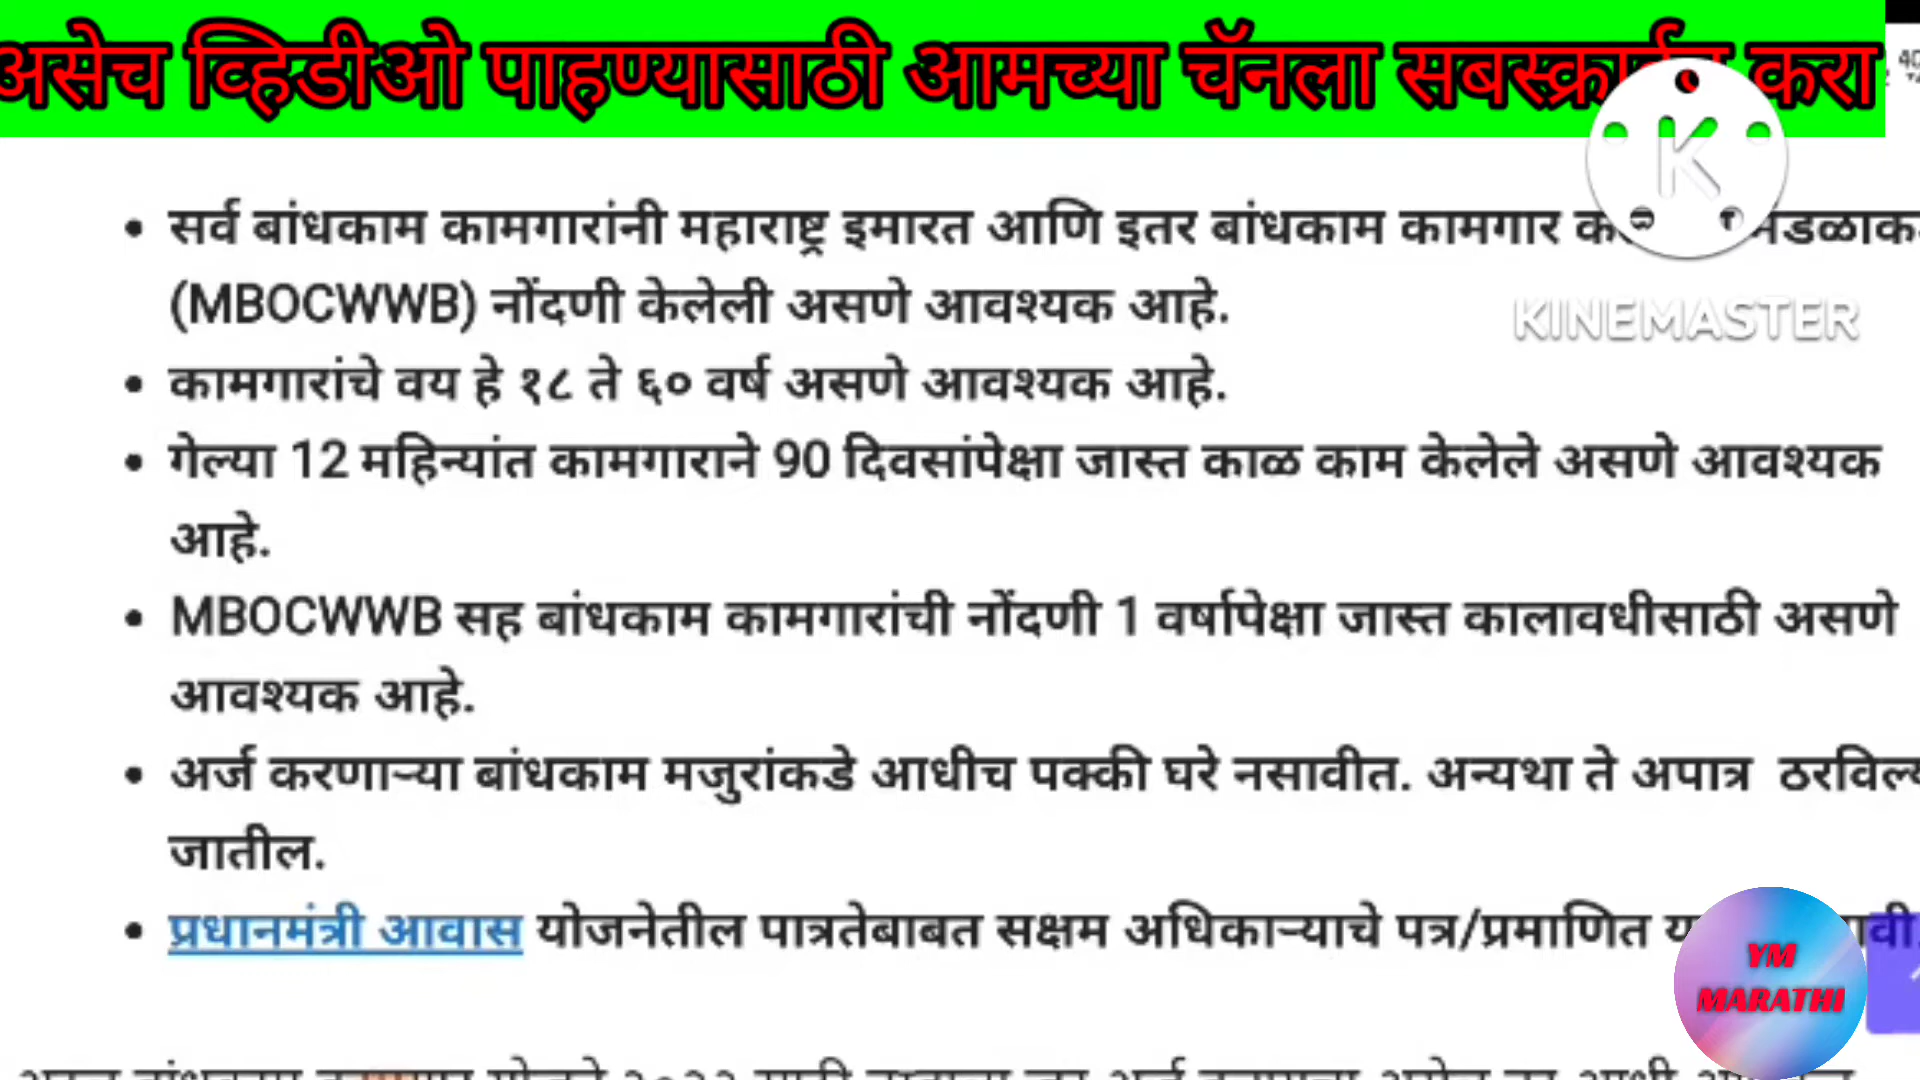 असेच व्हिडीओ पाहण्यासाठी आमच्या चॅनला सबस्क्राईब करा
40
• सर्व बांधकाम कामगारांनी महाराष्ट्र इमारत आणि इतर बांधकाम कामगार
(MBOCWWB) नोंदणी केलेली असणे आवश्यक आहे.
KINEMASTER
• कामगारांचे वय हे १८ ते ६० वर्ष असणे आवश्यक आहे.
• गेल्या 12 महिन्यांत कामगाराने 90 दिवसांपेक्षा जास्त काळ काम केलेले असणे आवश्यक
आहे.
• MBOCWWB सह बांधकाम कामगारांची नोंदणी 1 वर्षापेक्षा जास्त कालावधीसाठी असणे
आवश्यक आहे.
• अर्ज करणाऱ्या बांधकाम मजुरांकडे आधीच पक्की घरे नसावीत. अन्यथा ते अपात्र
जातील.
• प्रधानमंत्री आवास योजनेतील पात्रतेबाबत सक्षम अधिकाऱ्याचे पत्र/प्रमाणित
YM
MARATHI